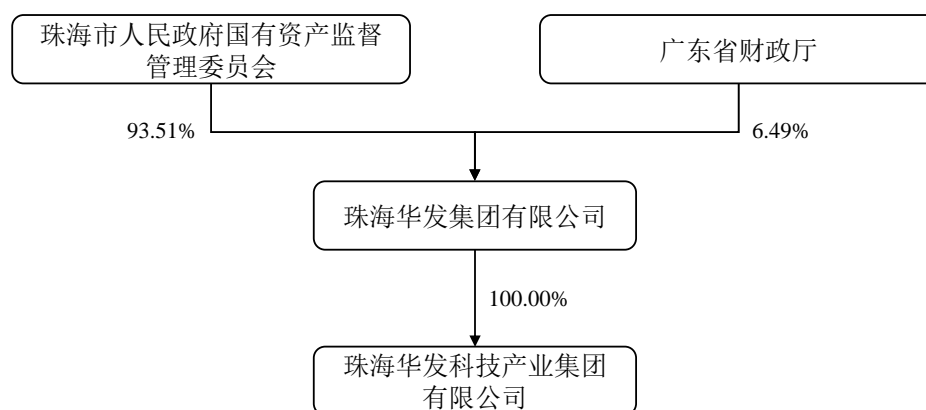 珠海市人民政府国有资产监督
管理委员会
广东省财政厅
93.51%
6.49%
珠海华发集团有限公司
100.00%
珠海华发科技产业集团
有限公司